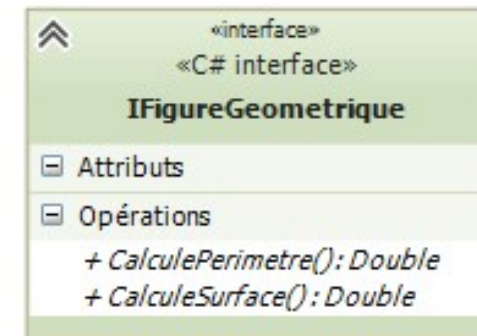 «interface»
«C# interface»
IFigureGeometrique
Attributs
Opérations
+ CalculePerimetre(): Double
+ CalculeSurface() : Double